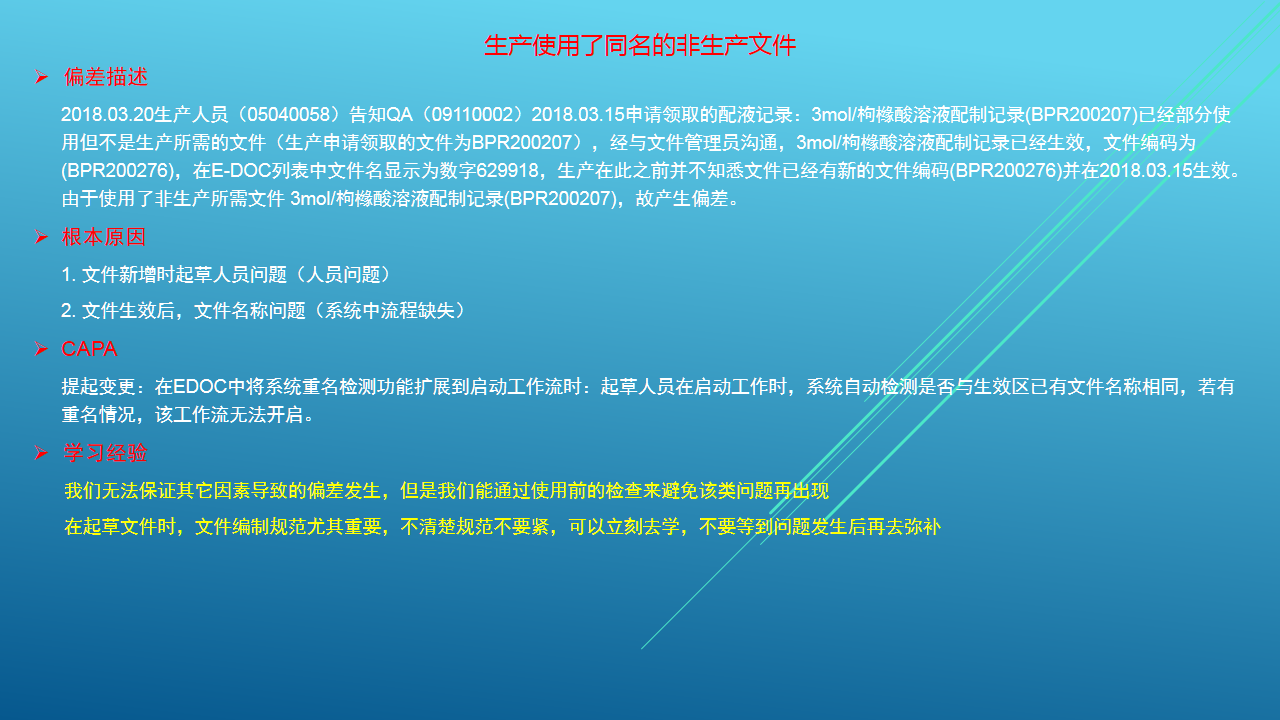 生产使用了同名的非生产文件
偏差描述
2018.03.20生产人员（05040058）告知QA（09110002）2018.03.15申请领取的配液记录：3mol/枸橼酸溶液配制记录(BPR200207)已经部分使
用但不是生产所需的文件（生产申请领取的文件为BPR200207），经与文件管理员沟通，3mol/枸橼酸溶液配制记录已经生效，文件编码为
(BPR200276)，在E-DOC列表中文件名显示为数字629918，生产在此之前并不知悉文件已经有新的文件编码(BPR200276)并在2018.03.15生效。
由于使用了非生产所需文件 3mol/枸橼酸溶液配制记录(BPR200207)，故产生偏差。
根本原因
1. 文件新增时起草人员问题（人员问题）
2. 文件生效后，文件名称问题（系统中流程缺失）
CAPA
提起变更：在EDOC中将系统重名检测功能扩展到启动工作流时：起草人员在启动工作时，系统自动检测是否与生效区已有文件名称相同，若有
重名情况，该工作流无法开启。
学习经验
我们无法保证其它因素导致的偏差发生，但是我们能通过使用前的检查来避免该类问题再出现
在起草文件时，文件编制规范尤其重要，不清楚规范不要紧，可以立刻去学，不要等到问题发生后再去弥补